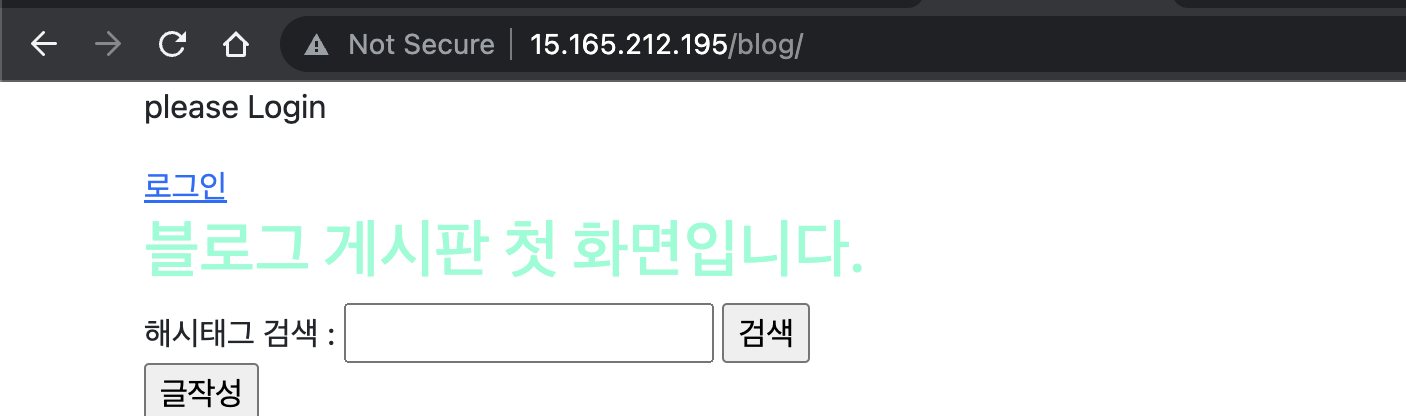 Not Secure | 15.165.212.195/blog/
please Login
로그인
블로그 게시판 첫 화면입니다.
해시태그 검색 : 검색
글작성